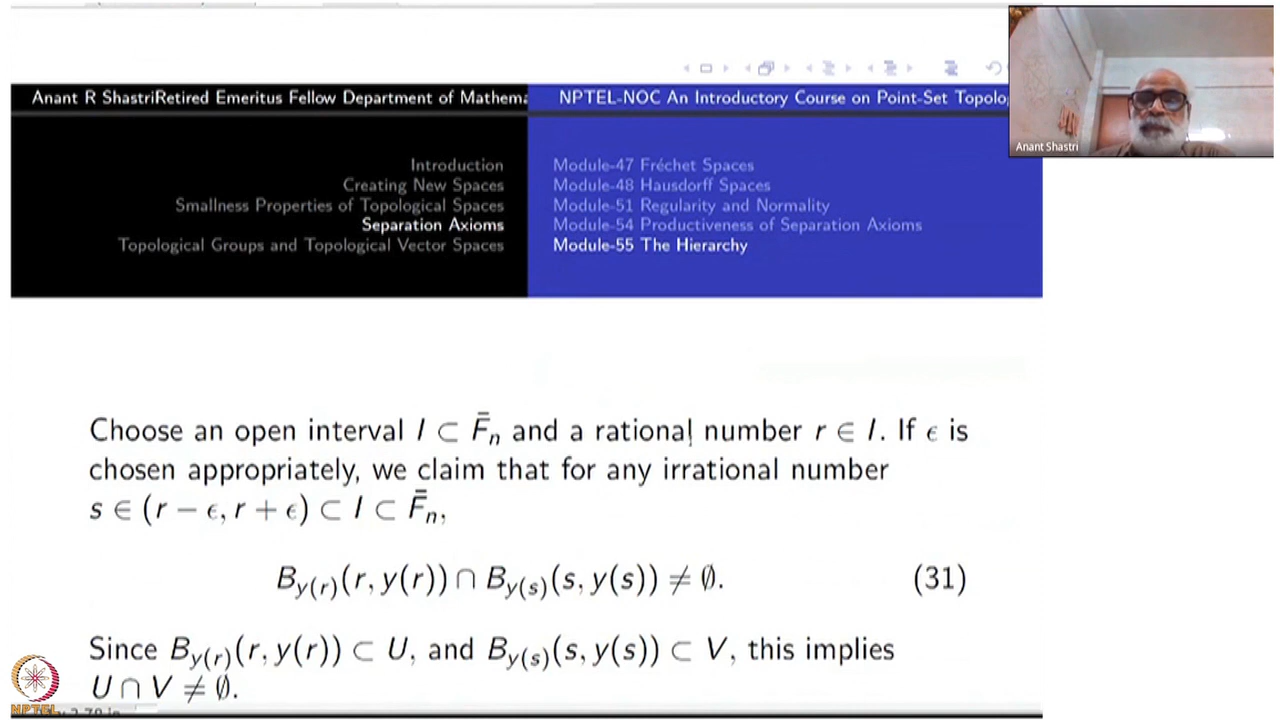 Anant R ShastriRetired Emeritus Fellow Department of Mathema
NPTEL-NOC An Introductory Course on Point-Set Topolo
Introduction
Creating New Spaces
Smallness Properties of Topological Spaces
Separation Axioms
Topological Groups and Topological Vector Spaces
Module-47 Fréchet Spaces
Module-48 Hausdorff Spaces
Module-51 Regularity and Normality
Module-54 Productiveness of Separation Axioms
Module-55 The Hierarchy
Anant Shastri
Choose an open interval I ⊂ F̄̄ₙ and a rational number r ∈ I. If ϵ is
chosen appropriately, we claim that for any irrational number
s ∈ (r − ϵ, r + ϵ) ⊂ I ⊂ F̄̄ₙ,
B_{y(r)}(r, y(r)) ∩ B_{y(s)}(s, y(s)) ≠ ∅. (31)
Since B_{y(r)}(r, y(r)) ⊂ U, and B_{y(s)}(s, y(s)) ⊂ V, this implies
U ∩ V ≠ ∅.
NPTEL